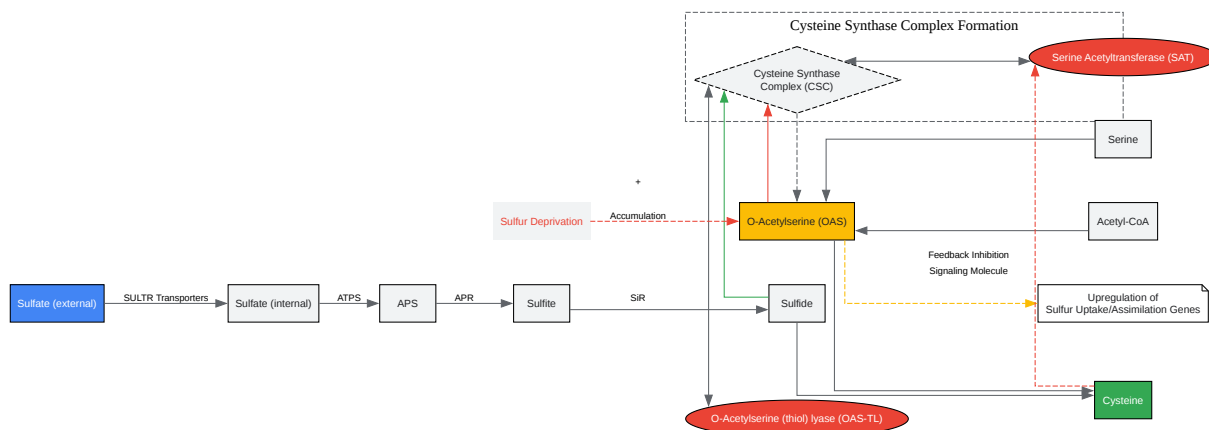 Cysteine Synthase Complex Formation
Cysteine Synthase
Complex (CSC)
Serine Acetyltransferase (SAT)
Serine
+
Sulfur Deprivation
Accumulation
O-Acetylserine (OAS)
Acetyl-CoA
Feedback Inhibition
Signaling Molecule
Sulfate (external)
SULTR Transporters
Sulfate (internal)
ATPS
APS
APR
Sulfite
SiR
Sulfide
Upregulation of
Sulfur Uptake/Assimilation Genes
Cysteine
O-Acetylserine (thiol) lyase (OAS-TL)